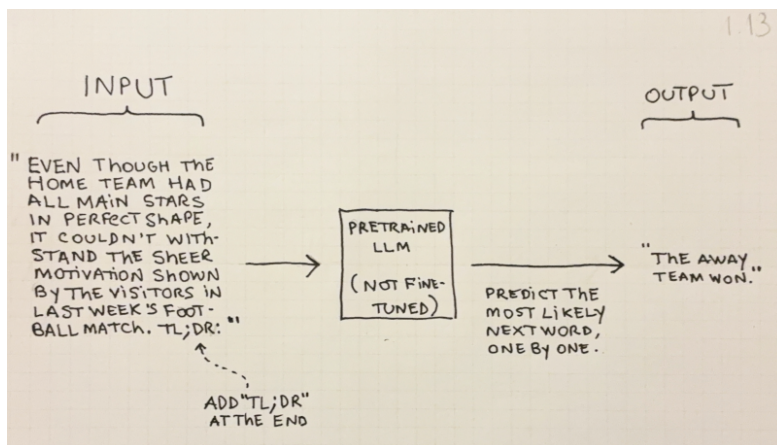 1.13
INPUT
OUTPUT
"EVEN THOUGH THE
HOME TEAM HAD
ALL MAIN STARS
IN PERFECT SHAPE,
IT COULDN'T WITH-
STAND THE SHEER
MOTIVATION SHOWN
BY THE VISITORS IN
LAST WEEK'S FOOT-
BALL MATCH. TL;DR: "
ADD "TL;DR"
AT THE END
PRETRAINED
LLM
(NOT FINE-
TUNED)
PREDICT THE
MOST LIKELY
NEXT WORD,
ONE BY ONE.
"THE AWAY
TEAM WON."